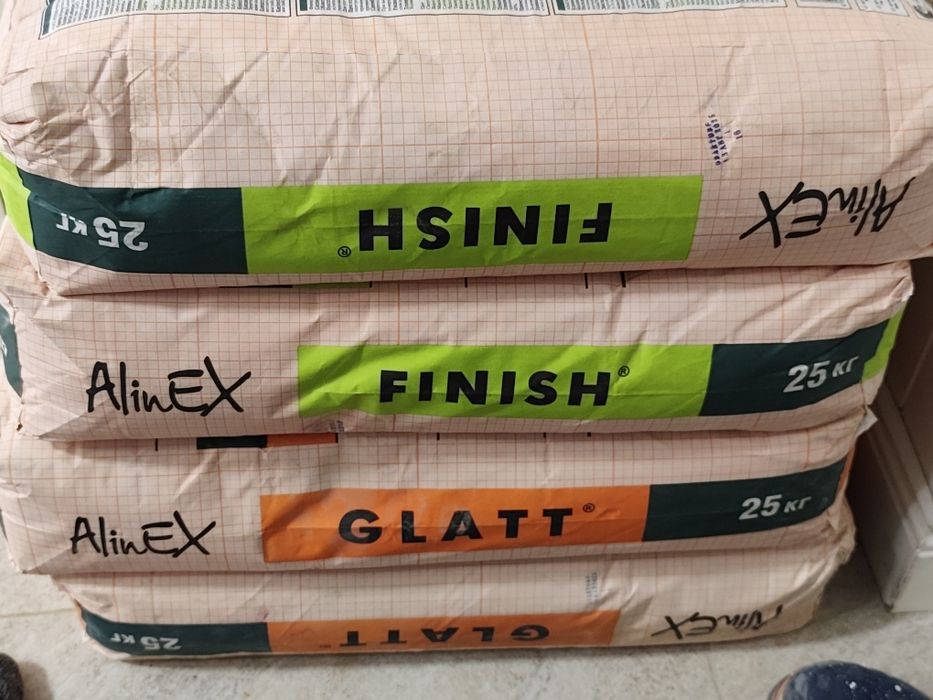 25 кг FINISH® AlinEX
AlinEX FINISH® 25 кг
AlinEX GLATT® 25 кг
25 кг GLATT® AlinEX